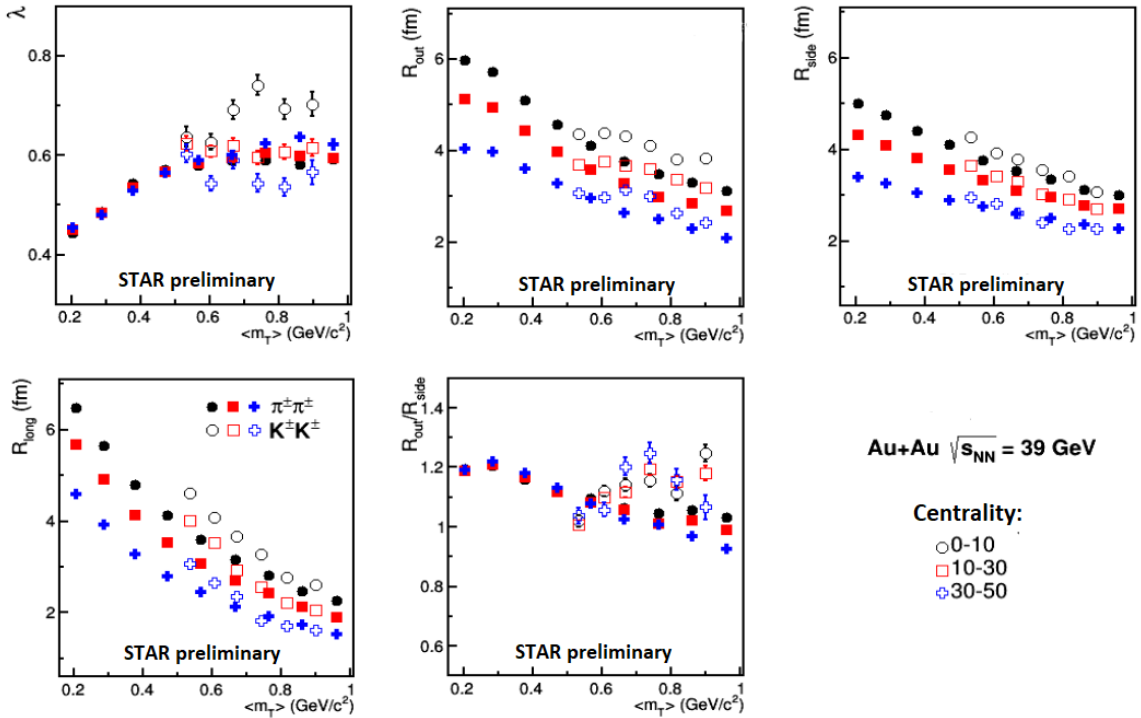 λ
0.8
0.6
0.4
STAR preliminary
0.2 0.4 0.6 0.8 1
<m_T> (GeV/c²)
R_out (fm)
6
4
2
STAR preliminary
0.2 0.4 0.6 0.8 1
<m_T> (GeV/c²)
R_side (fm)
6
4
2
STAR preliminary
0.2 0.4 0.6 0.8 1
<m_T> (GeV/c²)
R_long (fm)
6
4
2
π±π±
K±K±
STAR preliminary
0.2 0.4 0.6 0.8 1
<m_T> (GeV/c²)
R_out/R_side
1.4
1.2
1
0.8
0.6
STAR preliminary
0.2 0.4 0.6 0.8 1
<m_T> (GeV/c²)
Au+Au √s_NN = 39 GeV
Centrality:
0-10
10-30
30-50